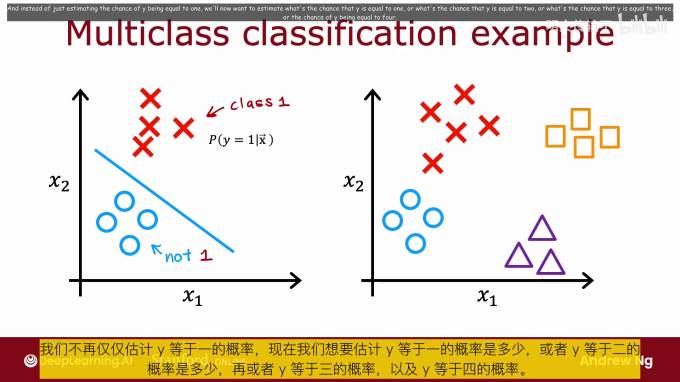 And instead of just estimating the chance of y being equal to one, we'll now want to estimate what's the chance that y is equal to one, or what's the chance that y is equal to two, or what's the chance that y is equal to three,
or the chance of y being equal to four.
Multiclass classification example
class 1
P(y = 1|x⃗)
x₂
not 1
x₁
x₂
x₁
DeepLearning.AI Stanford ONLINE Andrew Ng
我们不再仅仅估计 y 等于一的概率，现在我们想要估计 y 等于一的概率是多少，或者 y 等于二的
概率是多少，再或者 y 等于三的概率，以及 y 等于四的概率。